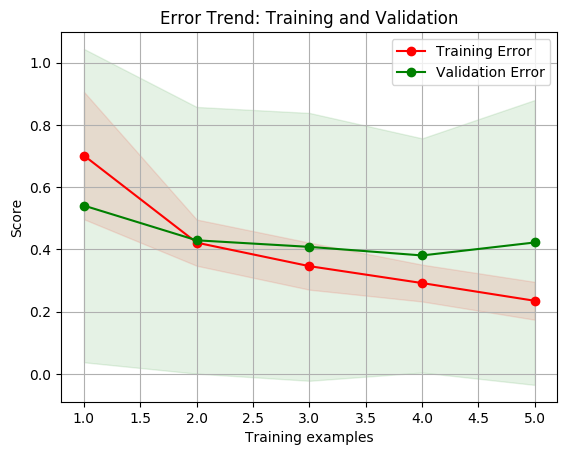 Error Trend: Training and Validation
Training Error
Validation Error
Score
1.0
0.8
0.6
0.4
0.2
0.0
1.0 1.5 2.0 2.5 3.0 3.5 4.0 4.5 5.0
Training examples